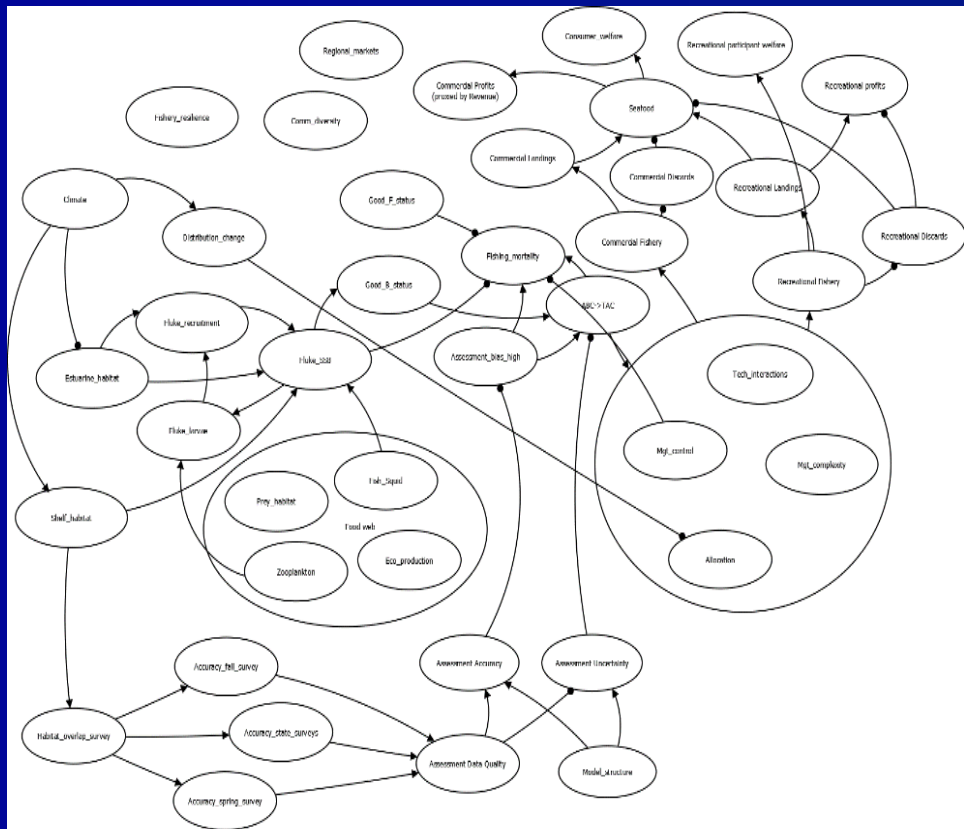 Consumer_welfare
Recreational participant welfare
Regional_markets
Commercial Profits
(proxied by Revenue)
Seafood
Recreational profits
Fishery_resilience
Comm_diversity
Commercial Landings
Commercial Discards
Recreational Landings
Climate
Good_F_status
Distribution_change
Fishing_mortality
Commercial Fishery
Recreational Discards
Good_B_status
ABC->TAC
Recreational Fishery
Fluke_recruitment
Fluke_SSB
Assessment_bias_high
Estuarine_habitat
Tech_interactions
Fluke_larvae
Mgt_control
Mgt_complexity
Fish_Squid
Prey_habitat
Shelf_habitat
Food web
Eco_production
Allocation
Zooplankton
Assessment Accuracy
Assessment Uncertainty
Accuracy_fall_survey
Habitat_overlap_survey
Accuracy_state_surveys
Assessment Data Quality
Model_structure
Accuracy_spring_survey